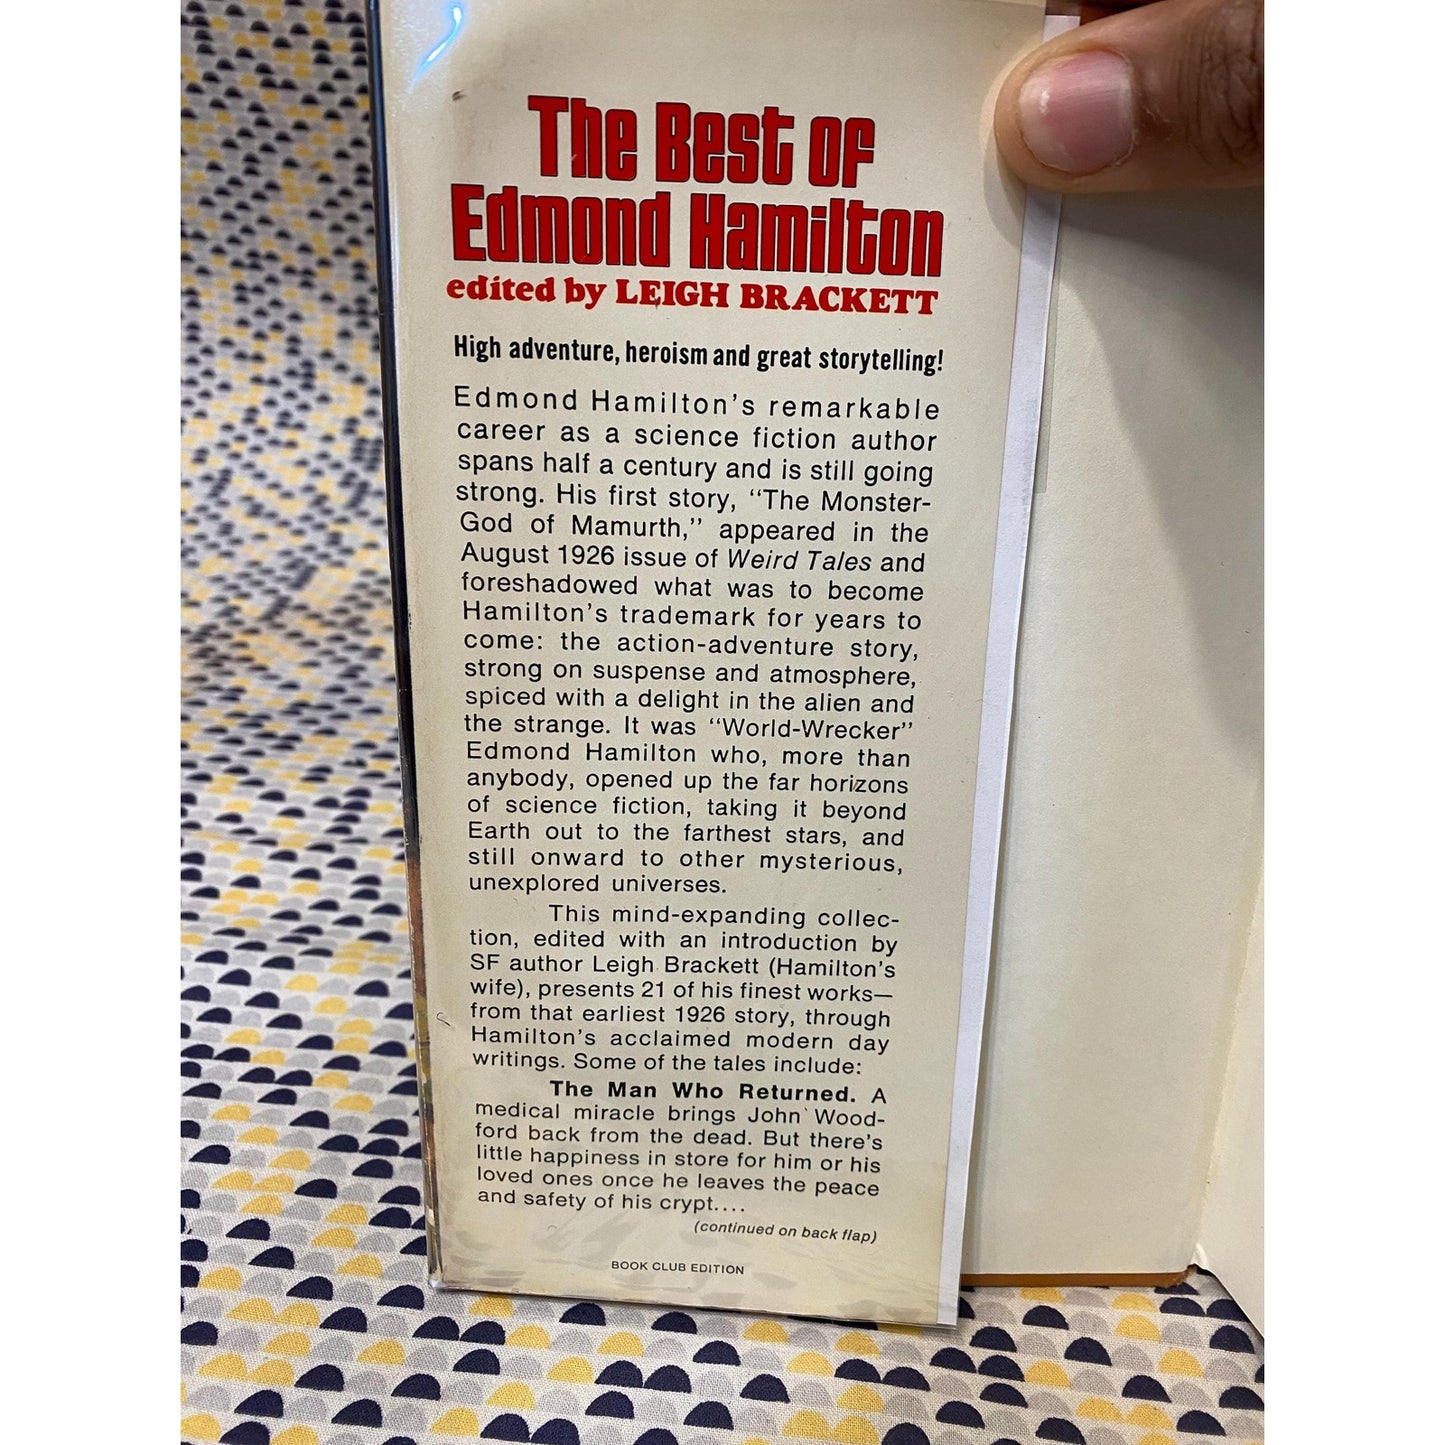 The Best of
Edmond Hamilton
edited by LEIGH BRACKETT
High adventure, heroism and great storytelling!
Edmond Hamilton's remarkable
career as a science fiction author
spans half a century and is still going
strong. His first story, "The Monster-
God of Mamurth," appeared in the
August 1926 issue of Weird Tales and
foreshadowed what was to become
Hamilton's trademark for years to
come: the action-adventure story,
strong on suspense and atmosphere,
spiced with a delight in the alien and
the strange. It was "World-Wrecker"
Edmond Hamilton who, more than
anybody, opened up the far horizons
of science fiction, taking it beyond
Earth out to the farthest stars, and
still onward to other mysterious,
unexplored universes.
This mind-expanding collec-
tion, edited with an introduction by
SF author Leigh Brackett (Hamilton's
wife), presents 21 of his finest works—
from that earliest 1926 story, through
Hamilton's acclaimed modern day
writings. Some of the tales include:
The Man Who Returned. A
medical miracle brings John Wood-
ford back from the dead. But there's
little happiness in store for him or his
loved ones once he leaves the peace
and safety of his crypt....
(continued on back flap)
BOOK CLUB EDITION